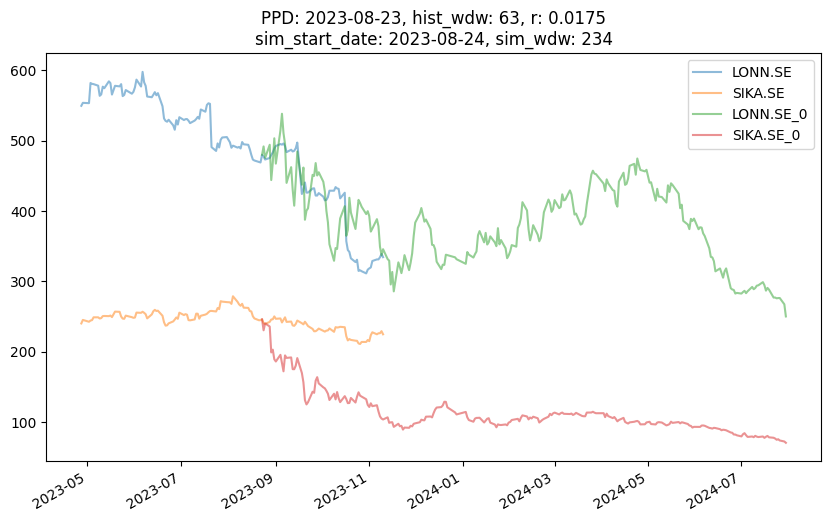 PPD: 2023-08-23, hist_wdw: 63, r: 0.0175
sim_start_date: 2023-08-24, sim_wdw: 234
LONN.SE
SIKA.SE
LONN.SE_0
SIKA.SE_0
600
500
400
300
200
100
2023-05
2023-07
2023-09
2023-11
2024-01
2024-03
2024-05
2024-07